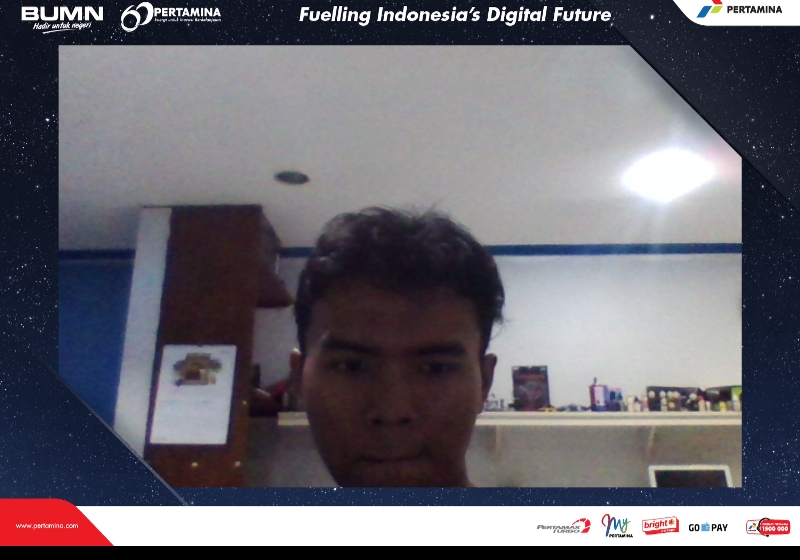 BUMN
Hadir untuk negeri
60 PERTAMINA
Fuelling Indonesia's Digital Future
PERTAMINA
www.pertamina.com
PERTAMAX
TURBO
My
PERTAMINA
bright
GO PAY
1500 000